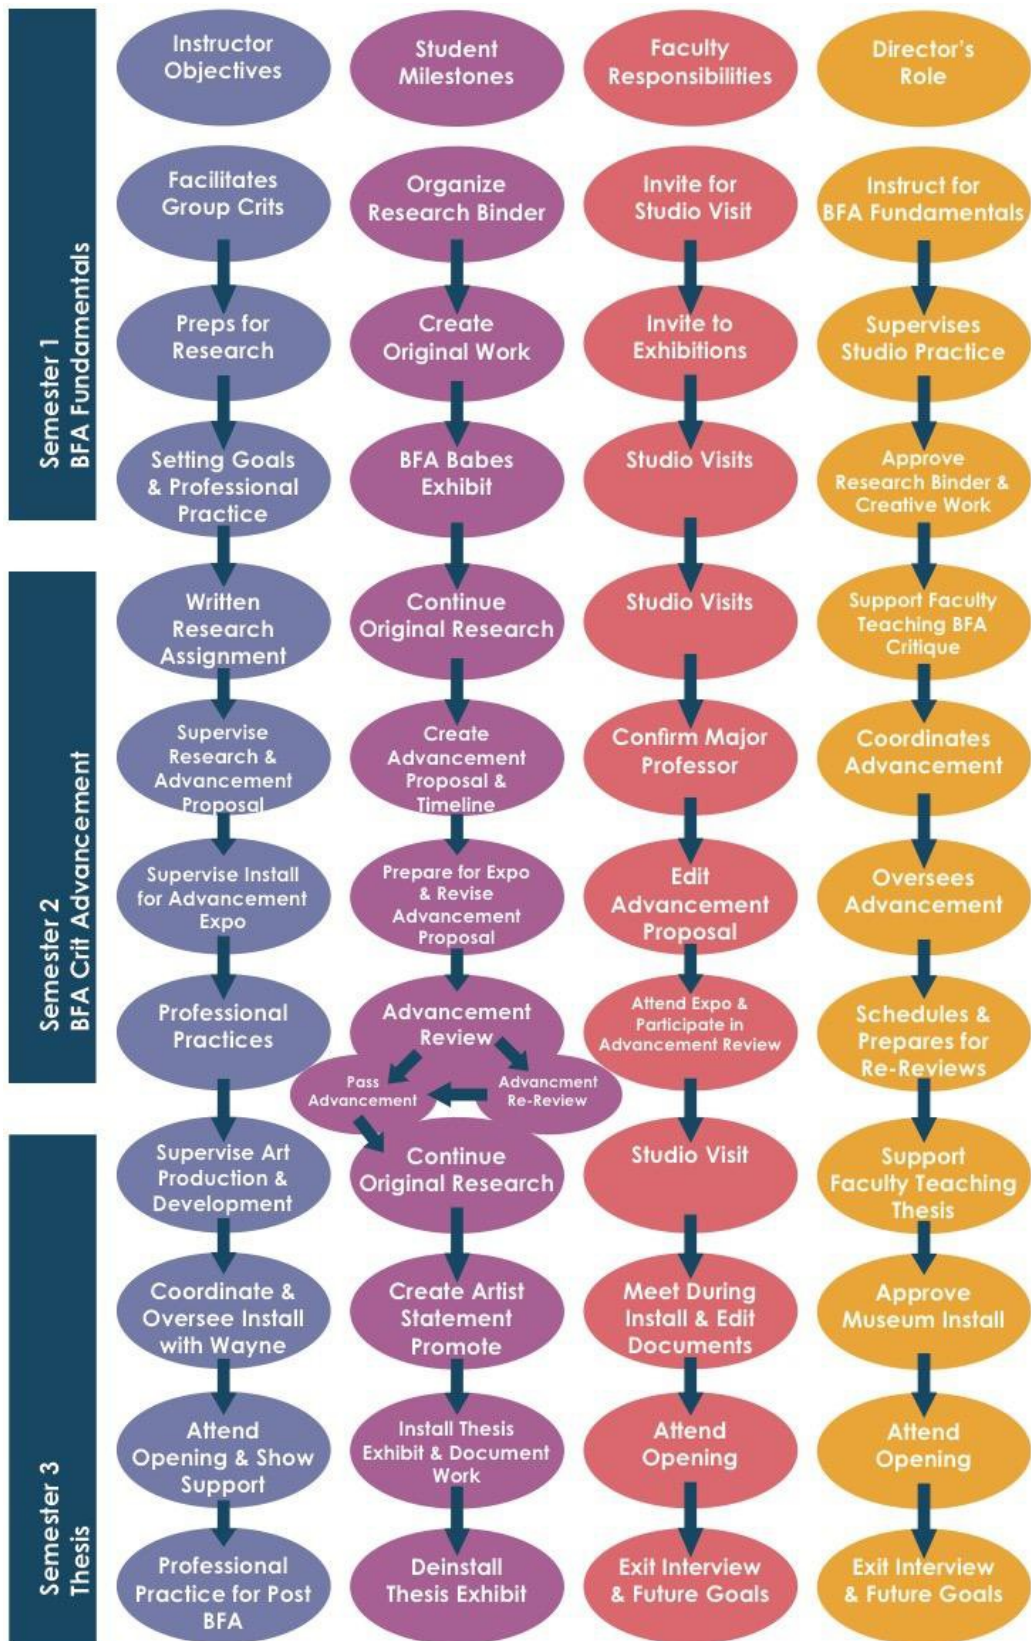 Instructor
Objectives
Student
Milestones
Faculty
Responsibilities
Director's
Role
Semester 1
BFA Fundamentals
Facilitates
Group Crits
Organize
Research Binder
Invite for
Studio Visit
Instruct for
BFA Fundamentals
Preps for
Research
Create
Original Work
Invite to
Exhibitions
Supervises
Studio Practice
Setting Goals
& Professional
Practice
BFA Babes
Exhibit
Studio Visits
Approve
Research Binder &
Creative Work
Semester 2
BFA Crit Advancement
Written
Research
Assignment
Continue
Original Research
Studio Visits
Support Faculty
Teaching BFA
Critique
Supervise
Research &
Advancement
Proposal
Create
Advancement
Proposal &
Timeline
Confirm Major
Professor
Coordinates
Advancement
Supervise Install
for Advancement
Expo
Prepare for Expo
& Revise
Advancement
Proposal
Edit
Advancement
Proposal
Oversees
Advancement
Professional
Practices
Advancement
Review
Pass
Advancement
Advancment
Re-Review
Attend Expo &
Participate in
Advancement Review
Schedules &
Prepares for
Re-Reviews
Semester 3
Thesis
Supervise Art
Production &
Development
Continue
Original Research
Studio Visit
Support
Faculty Teaching
Thesis
Coordinate &
Oversee Install
with Wayne
Create Artist
Statement
Promote
Meet During
Install & Edit
Documents
Approve
Museum Install
Attend
Opening & Show
Support
Install Thesis
Exhibit & Document
Work
Attend
Opening
Attend
Opening
Professional
Practice for Post
BFA
Deinstall
Thesis Exhibit
Exit Interview
& Future Goals
Exit Interview
& Future Goals